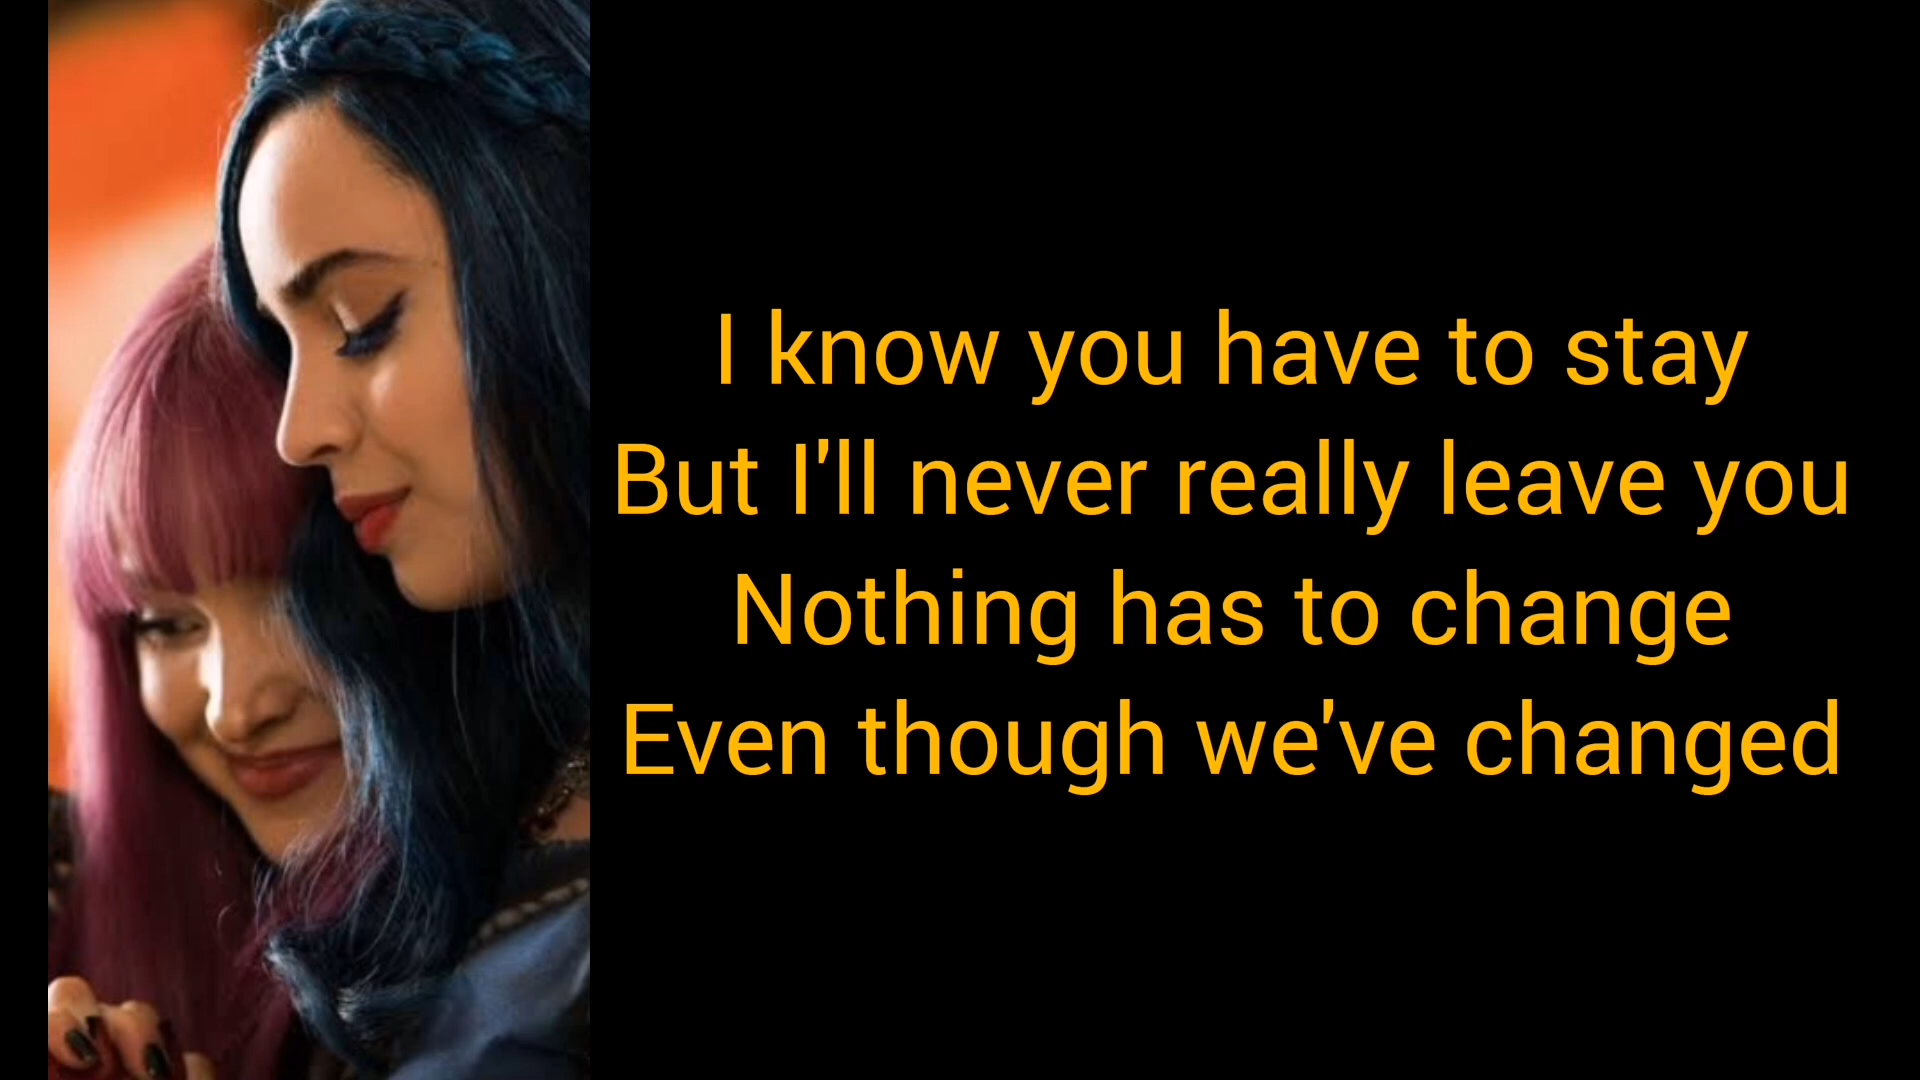 I know you have to stay
But I'll never really leave you
Nothing has to change
Even though we've changed